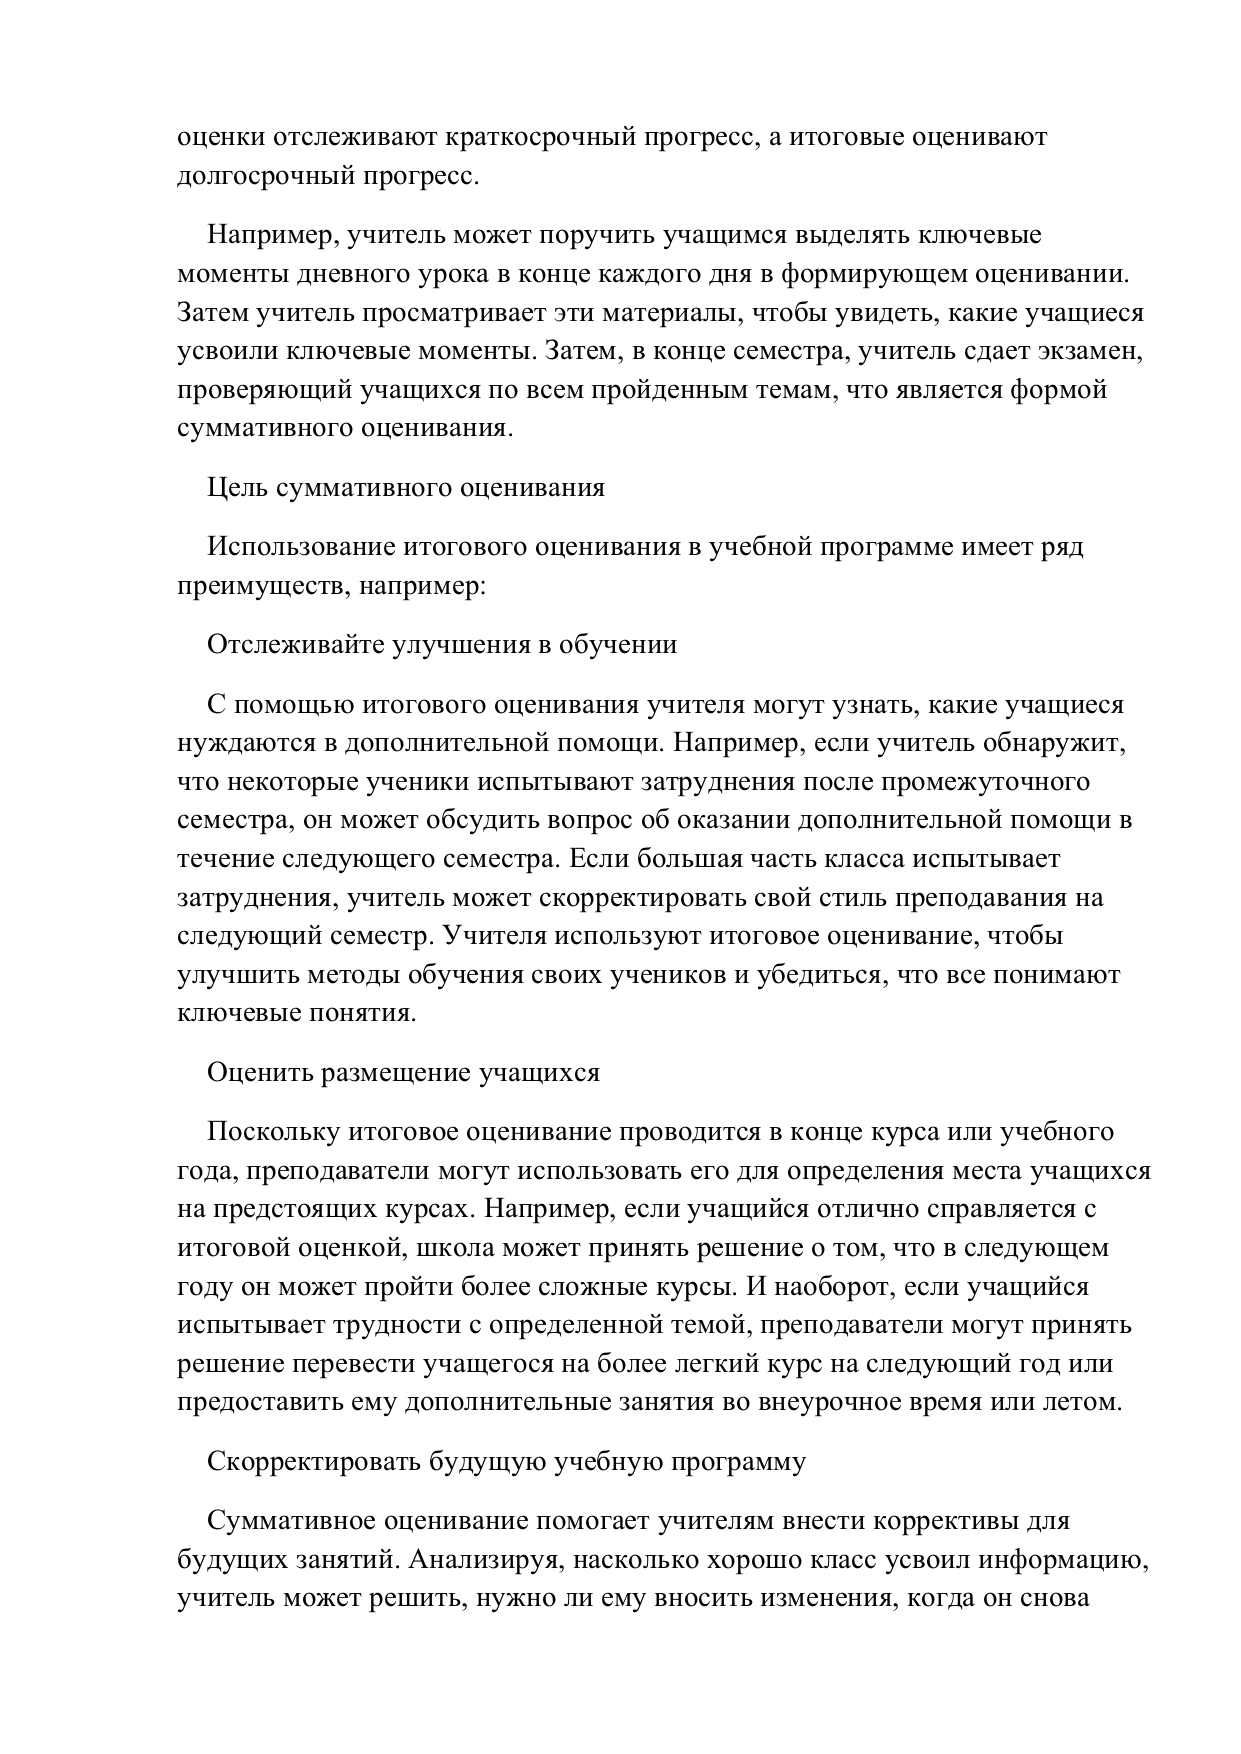 оценки отслеживают краткосрочный прогресс, а итоговые оценивают
долгосрочный прогресс.
Например, учитель может поручить учащимся выделять ключевые
моменты дневного урока в конце каждого дня в формирующем оценивании.
Затем учитель просматривает эти материалы, чтобы увидеть, какие учащиеся
усвоили ключевые моменты. Затем, в конце семестра, учитель сдает экзамен,
проверяющий учащихся по всем пройденным темам, что является формой
суммативного оценивания.
Цель суммативного оценивания
Использование итогового оценивания в учебной программе имеет ряд
преимуществ, например:
Отслеживайте улучшения в обучении
С помощью итогового оценивания учителя могут узнать, какие учащиеся
нуждаются в дополнительной помощи. Например, если учитель обнаружит,
что некоторые ученики испытывают затруднения после промежуточного
семестра, он может обсудить вопрос об оказании дополнительной помощи в
течение следующего семестра. Если большая часть класса испытывает
затруднения, учитель может скорректировать свой стиль преподавания на
следующий семестр. Учителя используют итоговое оценивание, чтобы
улучшить методы обучения своих учеников и убедиться, что все понимают
ключевые понятия.
Оценить размещение учащихся
Поскольку итоговое оценивание проводится в конце курса или учебного
года, преподаватели могут использовать его для определения места учащихся
на предстоящих курсах. Например, если учащийся отлично справляется с
итоговой оценкой, школа может принять решение о том, что в следующем
году он может пройти более сложные курсы. И наоборот, если учащийся
испытывает трудности с определенной темой, преподаватели могут принять
решение перевести учащегося на более легкий курс на следующий год или
предоставить ему дополнительные занятия во внеурочное время или летом.
Скорректировать будущую учебную программу
Суммативное оценивание помогает учителям внести коррективы для
будущих занятий. Анализируя, насколько хорошо класс усвоил информацию,
учитель может решить, нужно ли ему вносить изменения, когда он снова